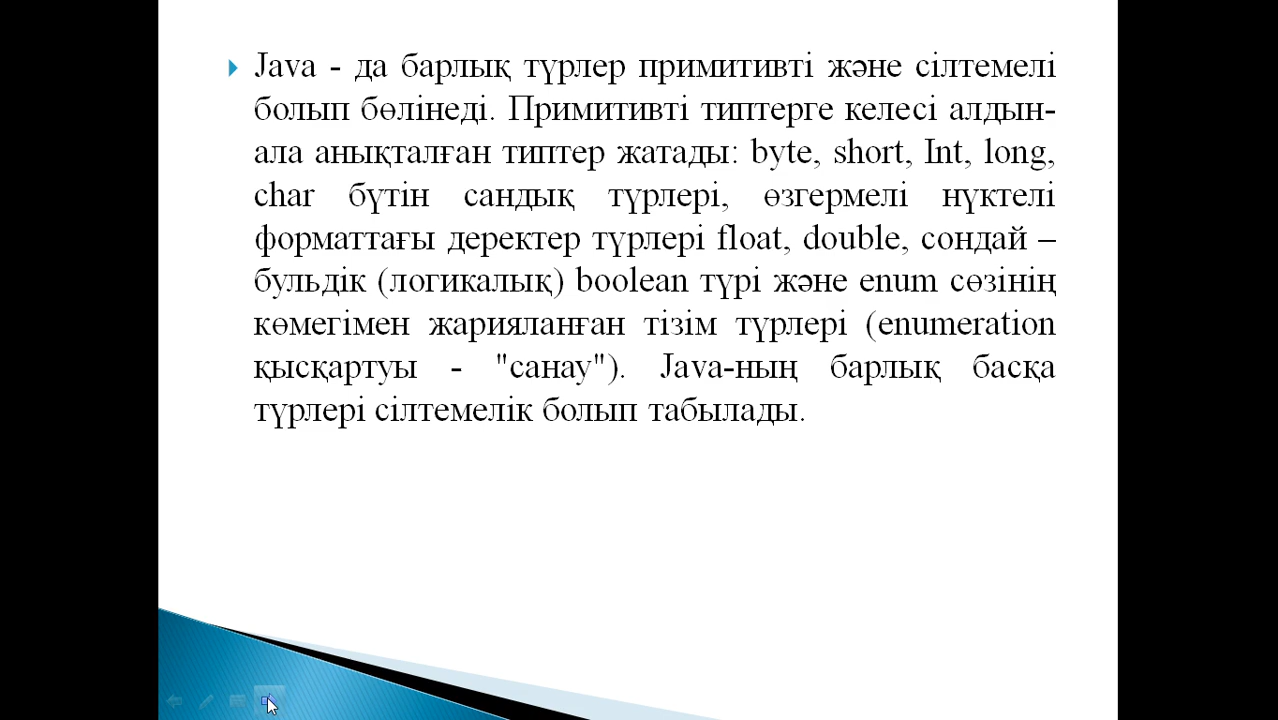 Java - да барлық түрлер примитивті және сілтемелі
болып бөлінеді. Примитивті типтерге келесі алдын-
ала анықталған типтер жатады: byte, short, Int, long,
char бүтін сандық түрлері, өзгермелі нүктелі
форматтағы деректер түрлері float, double, сондай –
бульдік (логикалық) boolean түрі және enum сөзінің
көмегімен жарияланған тізім түрлері (enumeration
қысқартуы - "санау"). Java-ның барлық басқа
түрлері сілтемелік болып табылады.